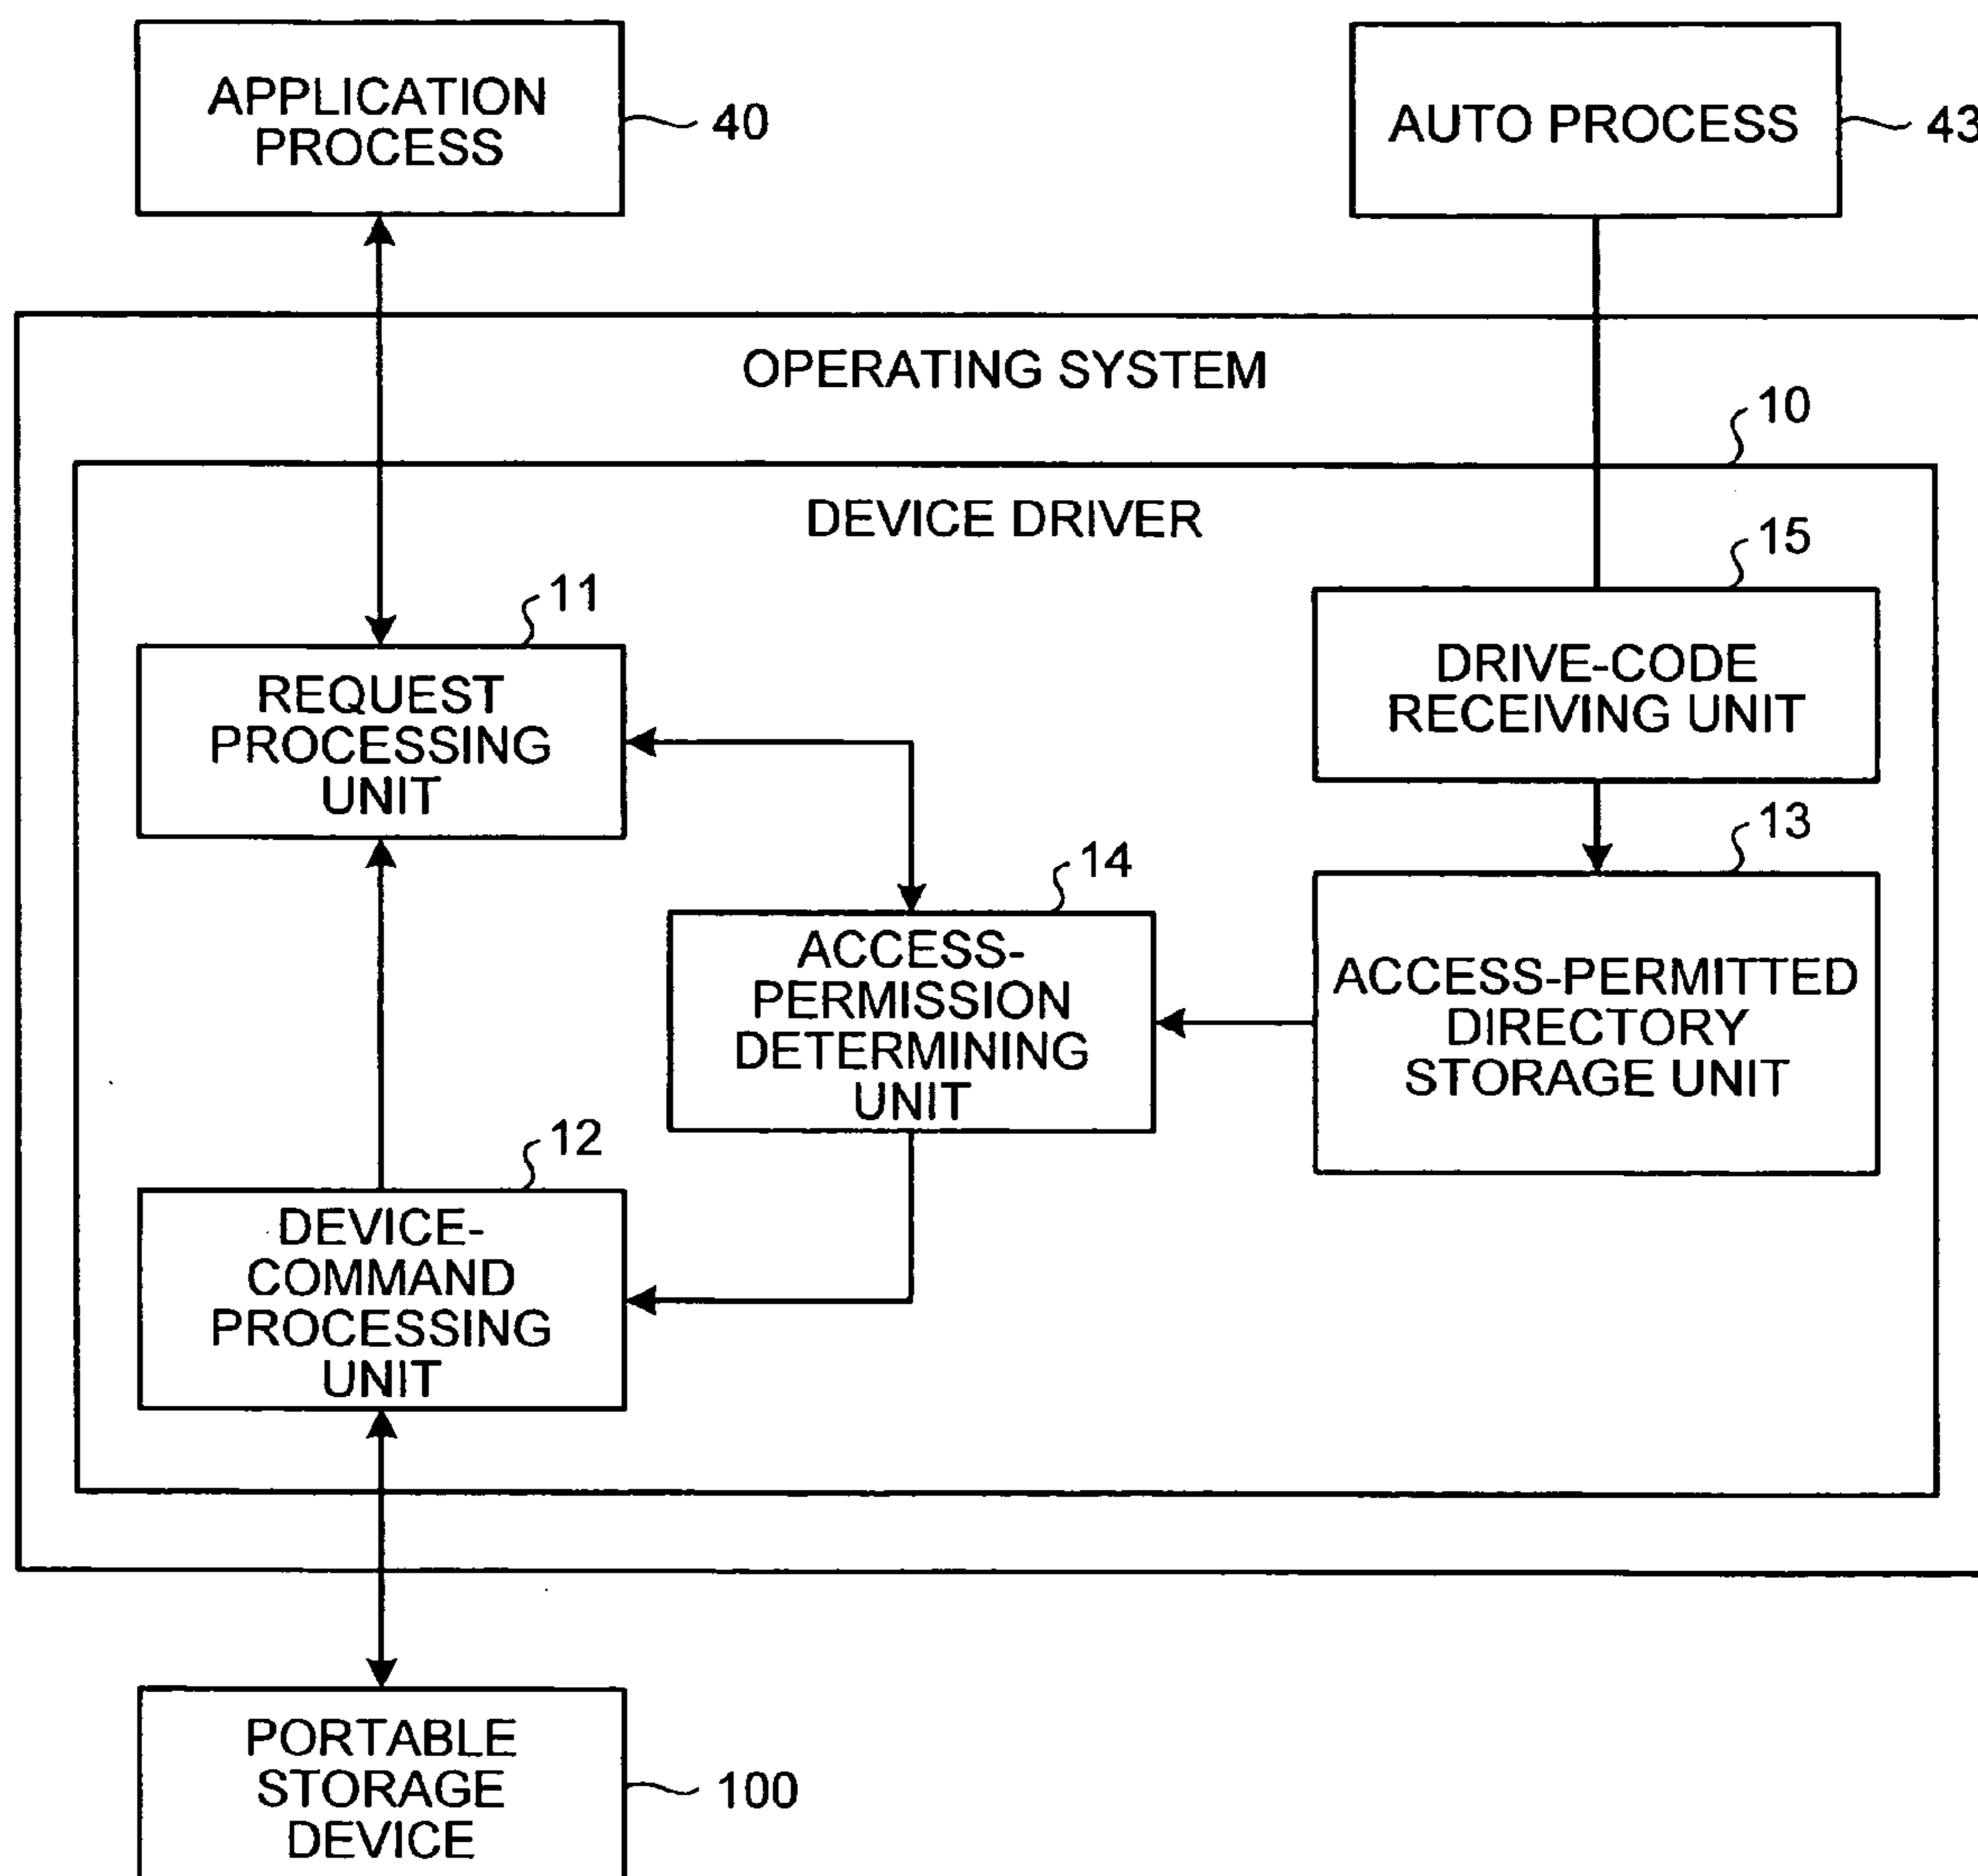 APPLICATION
PROCESS
40
AUTO PROCESS
43
OPERATING SYSTEM
10
DEVICE DRIVER
11
REQUEST
PROCESSING
UNIT
15
DRIVE-CODE
RECEIVING UNIT
14
ACCESS-
PERMISSION
DETERMINING
UNIT
13
ACCESS-PERMITTED
DIRECTORY
STORAGE UNIT
12
DEVICE-
COMMAND
PROCESSING
UNIT
PORTABLE
STORAGE
DEVICE
100